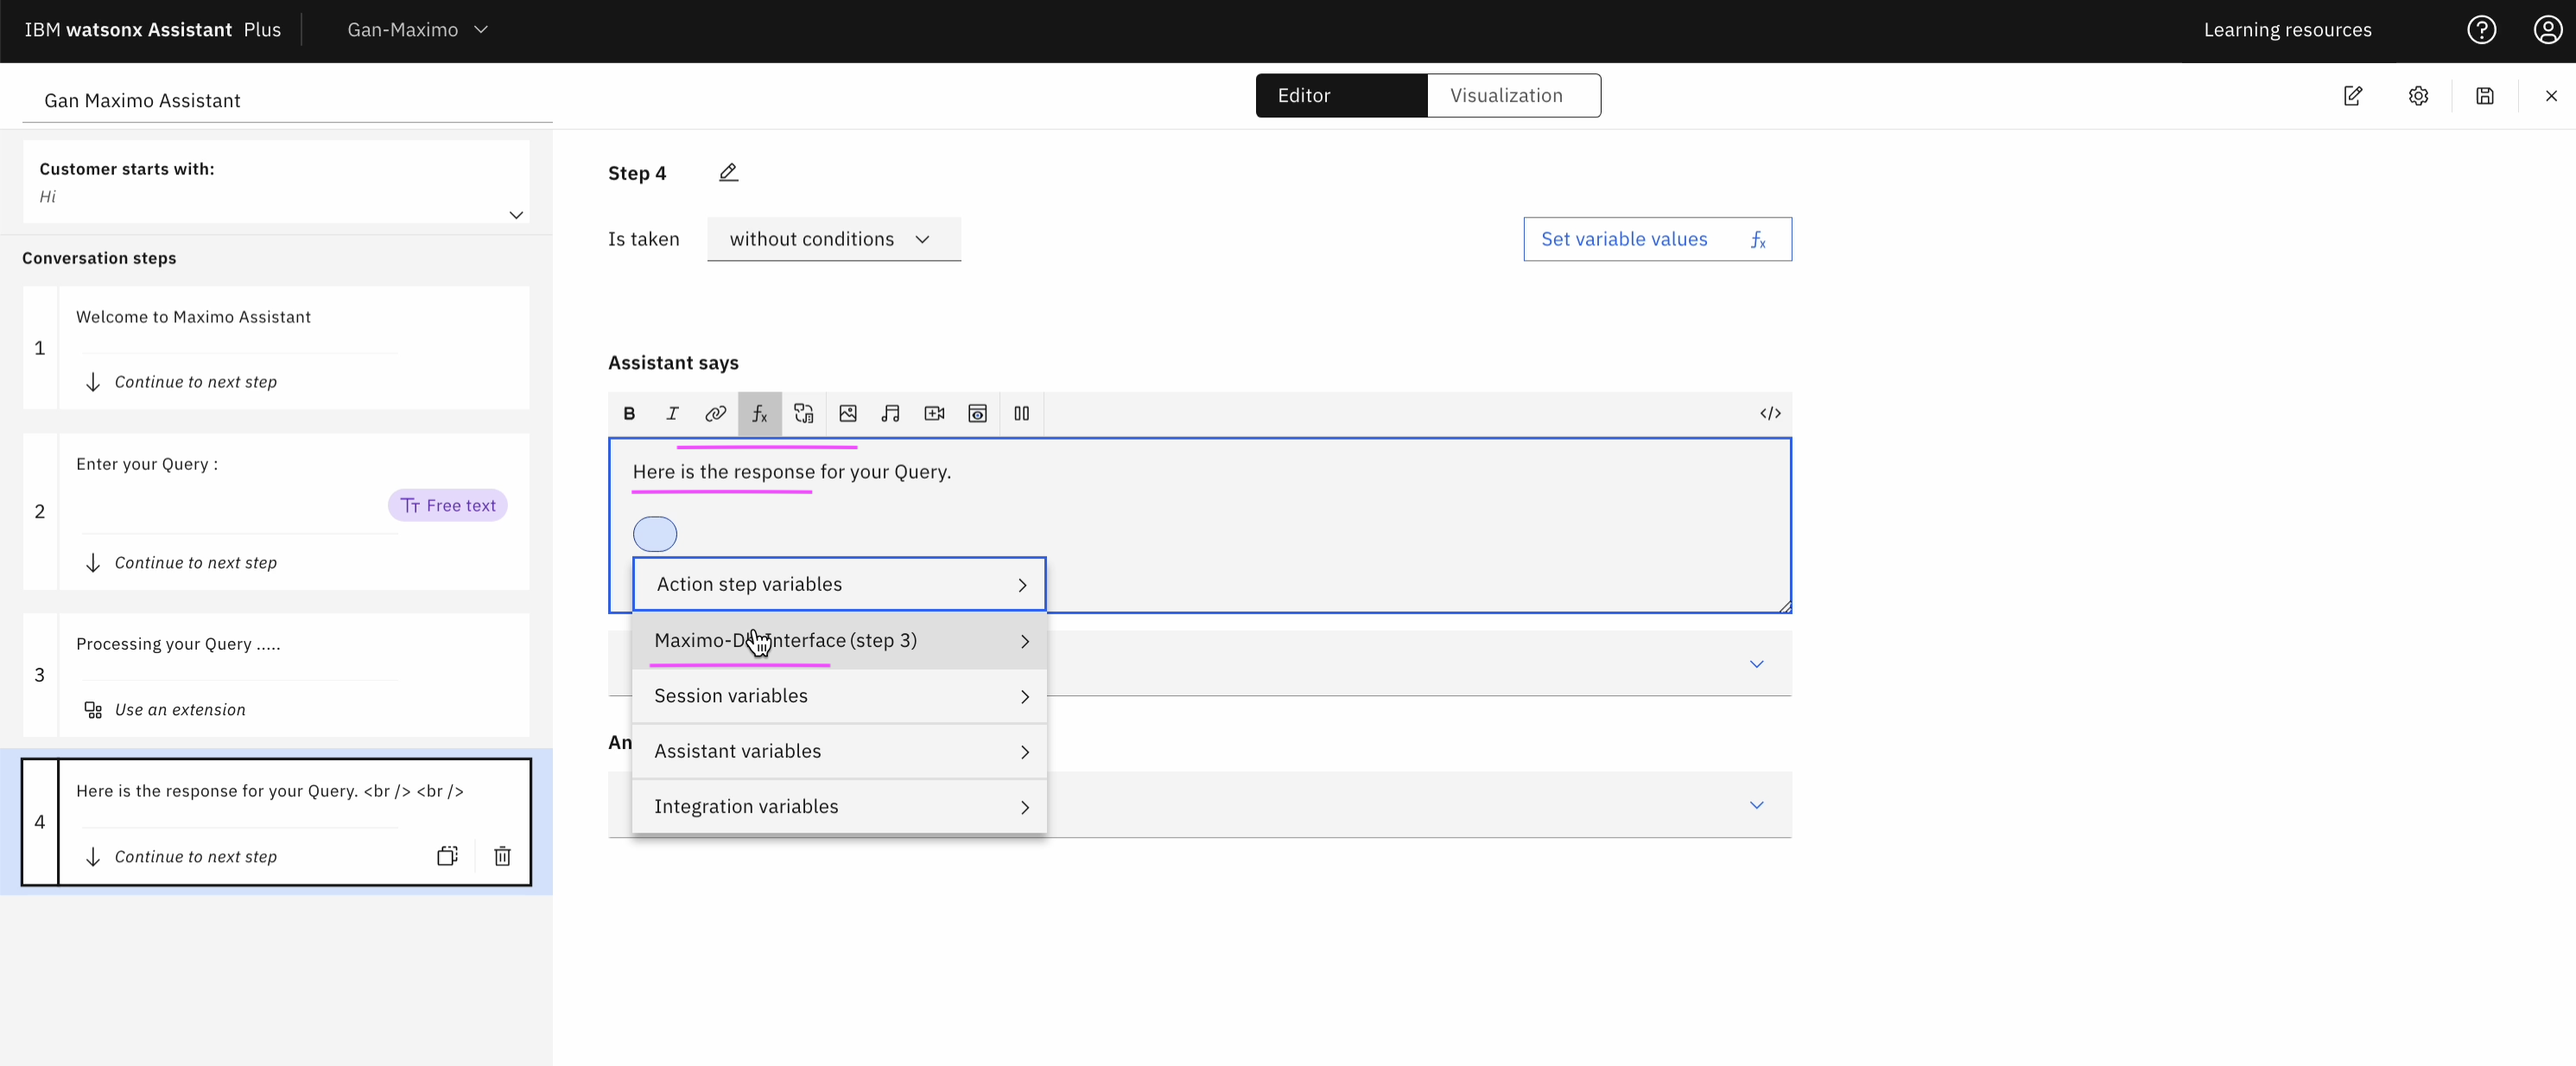 IBM watsonx Assistant Plus
Gan-Maximo
Learning resources
Gan Maximo Assistant
Editor
Visualization
Customer starts with:
Hi
Conversation steps
1
Welcome to Maximo Assistant
Continue to next step
2
Enter your Query :
Free text
Continue to next step
3
Processing your Query .....
Use an extension
4
Here is the response for your Query. <br /> <br />
Continue to next step
Step 4
Is taken
without conditions
Set variable values
Assistant says
Here is the response for your Query.
Action step variables
(step 3)
Session variables
An
Assistant variables
Integration variables